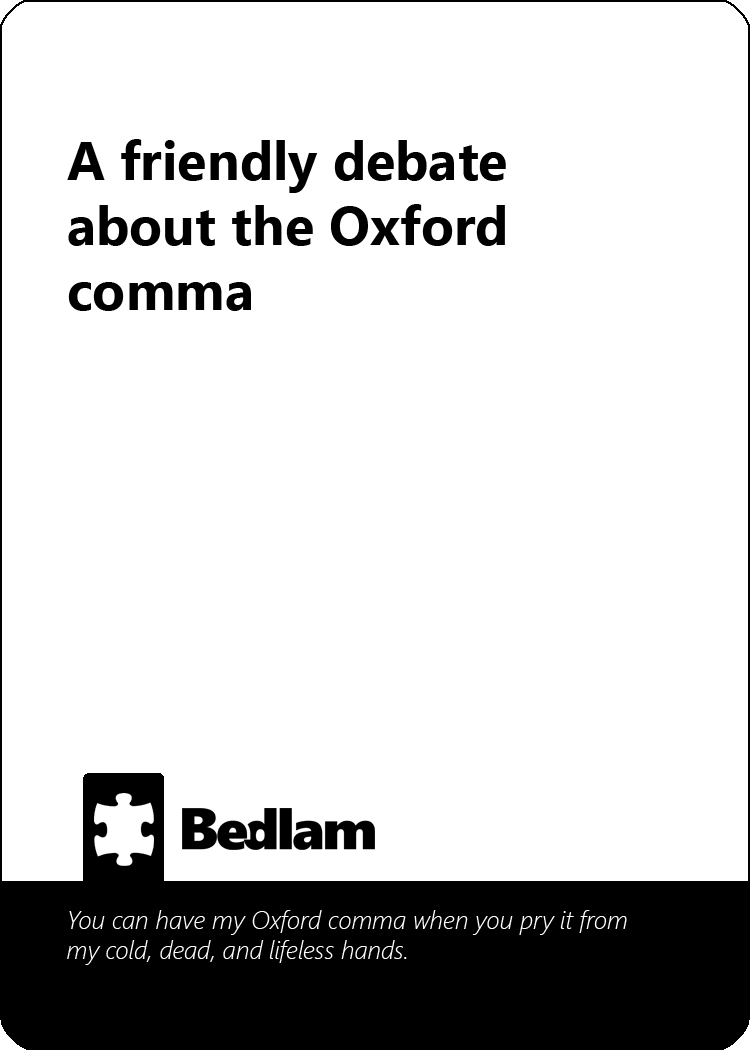 A friendly debate
about the Oxford
comma
Bedlam
You can have my Oxford comma when you pry it from
my cold, dead, and lifeless hands.